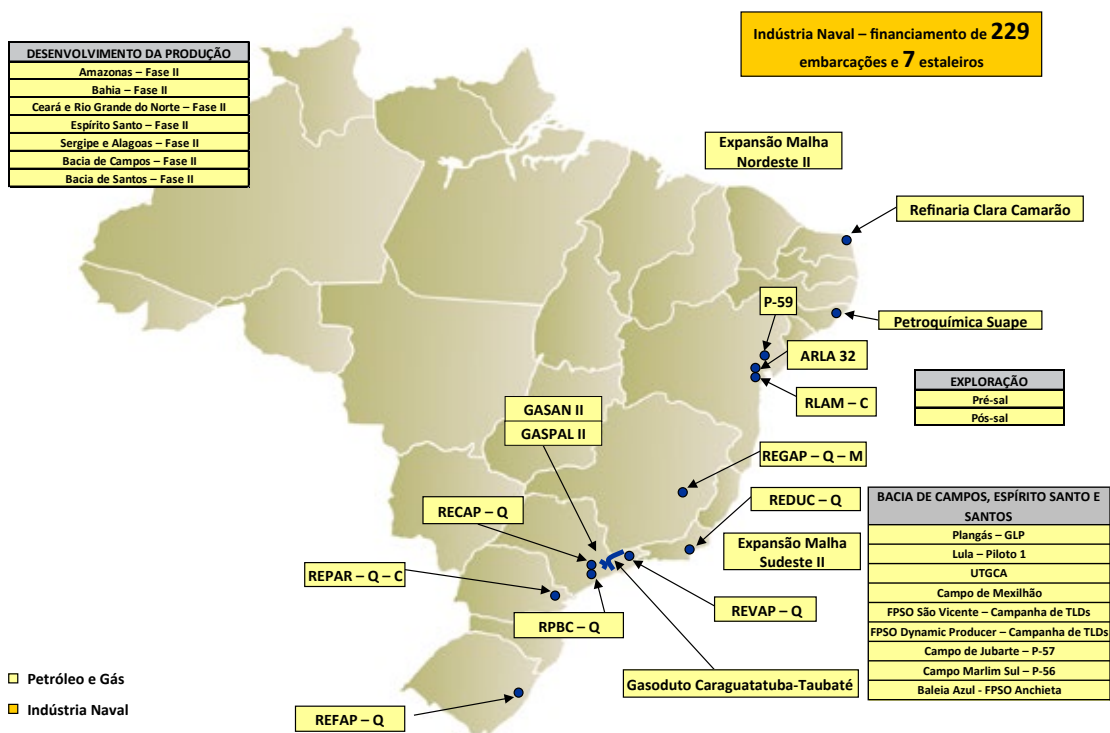 Indústria Naval – financiamento de 229
embarcações e 7 estaleiros
DESENVOLVIMENTO DA PRODUÇÃO
Amazonas – Fase II
Bahia – Fase II
Ceará e Rio Grande do Norte – Fase II
Espírito Santo – Fase II
Sergipe e Alagoas – Fase II
Bacia de Campos – Fase II
Bacia de Santos – Fase II
Expansão Malha
Nordeste II
Refinaria Clara Camarão
P-59
Petroquímica Suape
ARLA 32
RLAM – C
EXPLORAÇÃO
Pré-sal
Pós-sal
GASAN II
GASPAL II
REGAP – Q – M
REDUC – Q
RECAP – Q
Expansão Malha
Sudeste II
REPAR – Q – C
RPBC – Q
REVAP – Q
Gasoduto Caraguatatuba-Taubaté
REFAP – Q
BACIA DE CAMPOS, ESPÍRITO SANTO E
SANTOS
Plangás – GLP
Lula – Piloto 1
UTGCA
Campo de Mexilhão
FPSO São Vicente – Campanha de TLDs
FPSO Dynamic Producer – Campanha de TLDs
Campo de Jubarte – P-57
Campo Marlim Sul – P-56
Baleia Azul - FPSO Anchieta
Petróleo e Gás
Indústria Naval